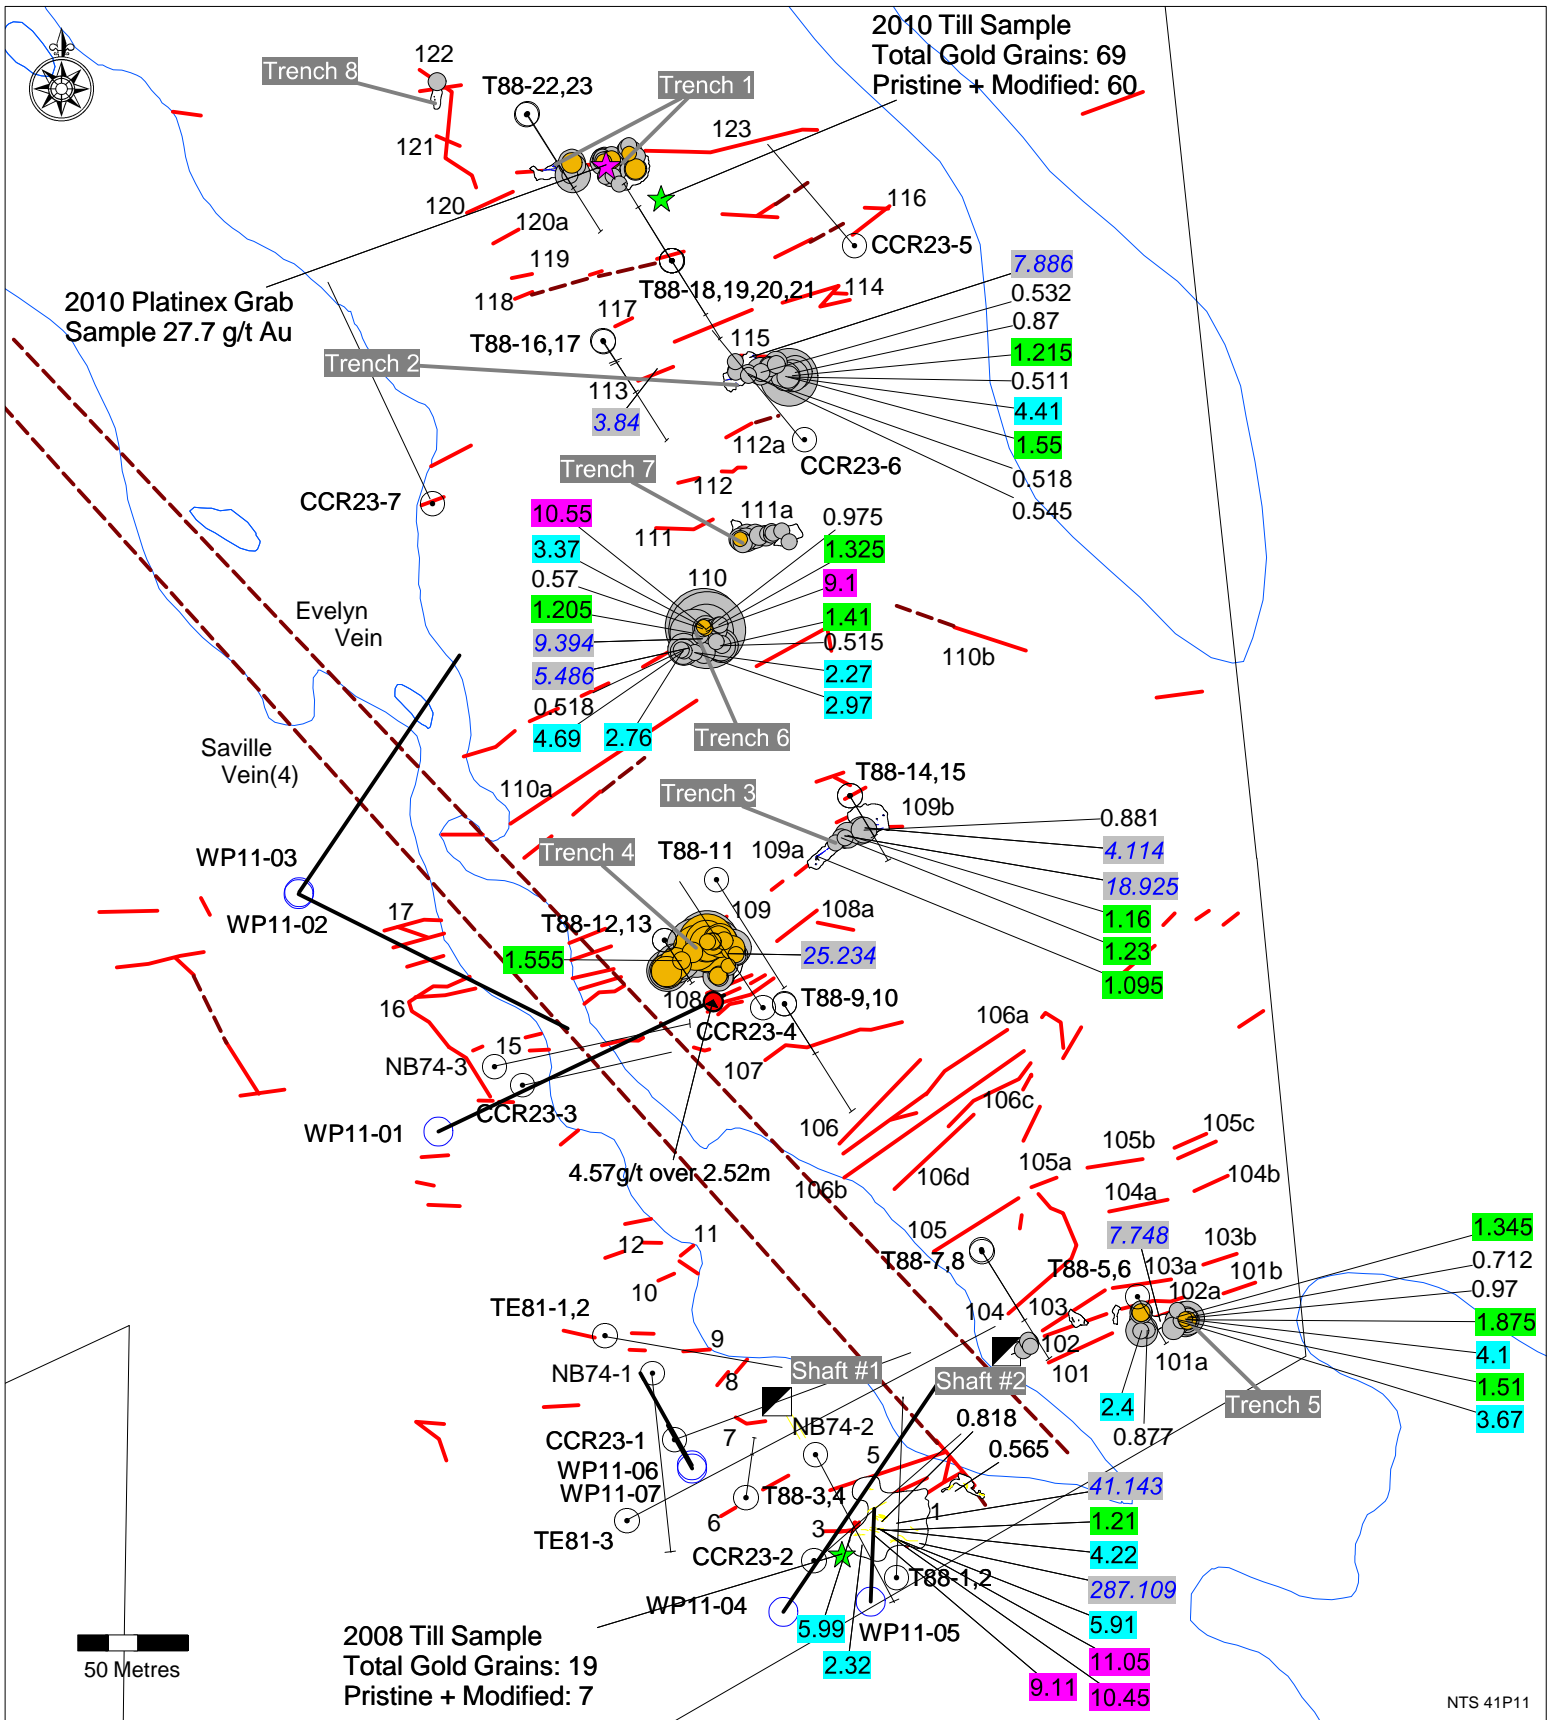 2010 Till Sample
Total Gold Grains: 69
Pristine + Modified: 60
122
Trench 8
T88-22,23
Trench 1
123
121
120
120a
116
CCR23-5
119
118
T88-18,19,20,21
114
7.886
0.532
0.87
1.215
0.511
4.41
1.55
0.518
0.545
2010 Platinex Grab
Sample 27.7 g/t Au
117
T88-16,17
115
Trench 2
113
3.84
112a
CCR23-6
Trench 7
112
CCR23-7
111a
111
10.55
3.37
0.57
1.205
9.394
5.486
0.518
4.69
2.76
110
0.975
1.325
9.1
1.41
0.515
2.27
2.97
110b
Trench 6
Evelyn
Vein
Saville
Vein(4)
110a
T88-14,15
Trench 3
109b
109a
0.881
4.114
18.925
1.16
1.23
1.095
Trench 4
T88-11
WP11-03
WP11-02
17
T88-12,13
109
108a
1.555
25.234
108
T88-9,10
CCR23-4
16
15
NB74-3
CCR23-3
107
106a
106
106c
WP11-01
4.57g/t over 2.52m
106b
106d
105b
105c
105a
104b
104a
105
7.748
103b
T88-7,8
T88-5,6
103a
101b
102a
104
103
102
101
101a
1.345
0.712
0.97
1.875
4.1
1.51
3.67
2.4
0.877
Trench 5
12
11
10
TE81-1,2
9
NB74-1
8
Shaft #1
Shaft #2
7
NB74-2
0.818
0.565
CCR23-1
WP11-06
WP11-07
5
T88-3,4
6
TE81-3
3
1
CCR23-2
T88-1,2
WP11-04
WP11-05
41.143
1.21
4.22
287.109
5.91
11.05
10.45
9.11
5.99
2.32
50 Metres
2008 Till Sample
Total Gold Grains: 19
Pristine + Modified: 7
NTS 41P11